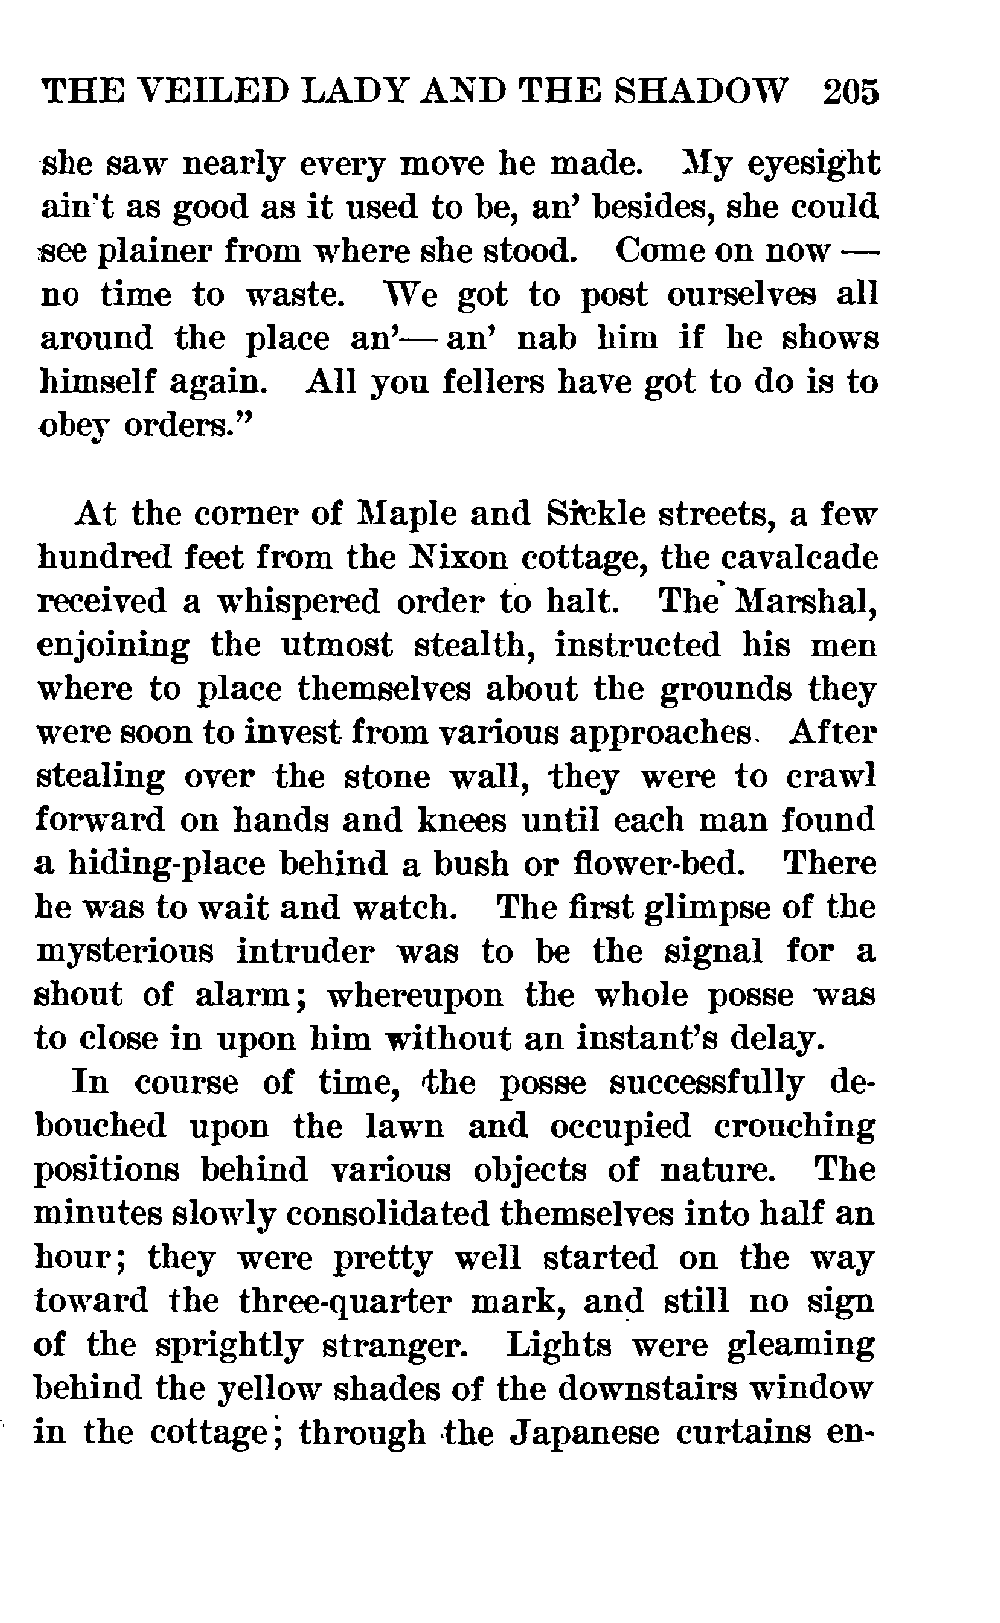 THE VEILED LADY AND THE SHADOW 205
she saw nearly every move he made. My eyesight
ain't as good as it used to be, an' besides, she could
see plainer from where she stood. Come on now —
no time to waste. We got to post ourselves all
around the place an'— an' nab him if he shows
himself again. All you fellers have got to do is to
obey orders."
At the corner of Maple and Sickle streets, a few
hundred feet from the Nixon cottage, the cavalcade
received a whispered order to halt. The Marshal,
enjoining the utmost stealth, instructed his men
where to place themselves about the grounds they
were soon to invest from various approaches. After
stealing over the stone wall, they were to crawl
forward on hands and knees until each man found
a hiding-place behind a bush or flower-bed. There
he was to wait and watch. The first glimpse of the
mysterious intruder was to be the signal for a
shout of alarm; whereupon the whole posse was
to close in upon him without an instant's delay.
In course of time, the posse successfully de-
bouched upon the lawn and occupied crouching
positions behind various objects of nature. The
minutes slowly consolidated themselves into half an
hour; they were pretty well started on the way
toward the three-quarter mark, and still no sign
of the sprightly stranger. Lights were gleaming
behind the yellow shades of the downstairs window
in the cottage; through the Japanese curtains en-